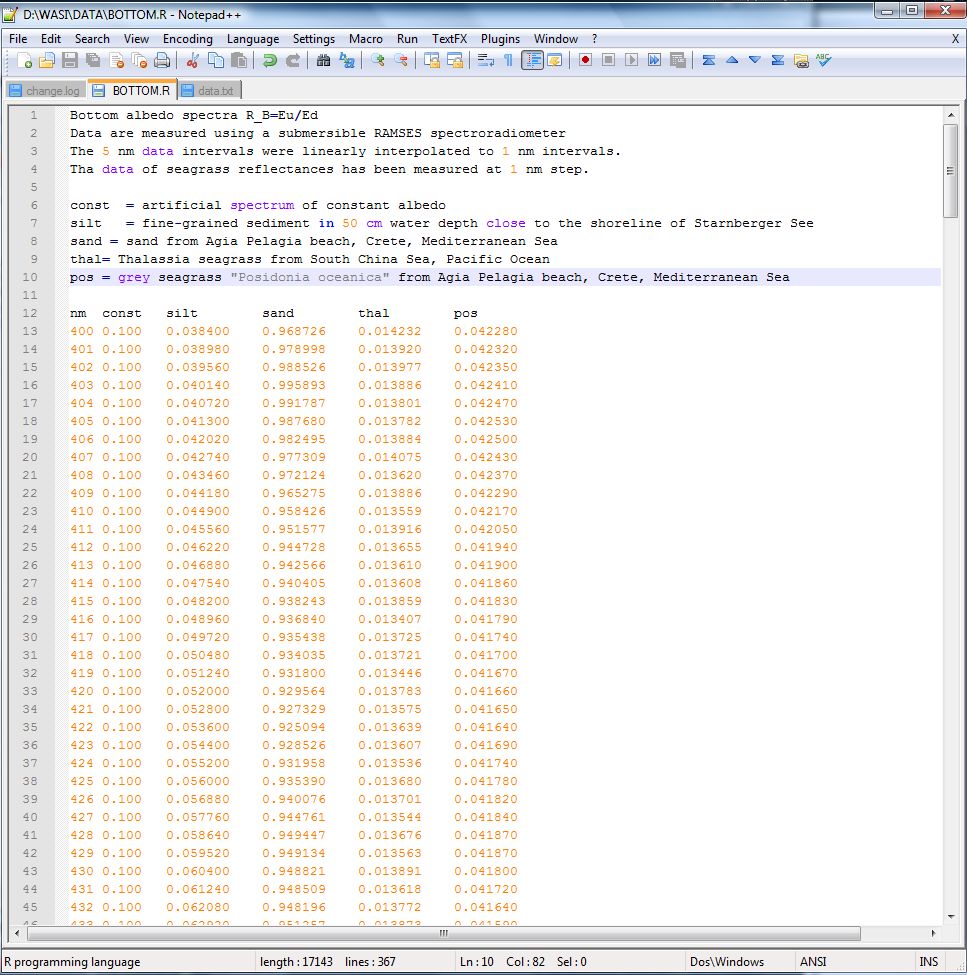 D:\WASI\DATA\BOTTOM.R - Notepad++
File Edit Search View Encoding Language Settings Macro Run TextFX Plugins Window ? X
change.log BOTTOM.R data.txt
1 Bottom albedo spectra R_B=Eu/Ed
2 Data are measured using a submersible RAMSES spectroradiometer
3 The 5 nm data intervals were linearly interpolated to 1 nm intervals.
4 Tha data of seagrass reflectances has been measured at 1 nm step.
5
6 const = artificial spectrum of constant albedo
7 silt = fine-grained sediment in 50 cm water depth close to the shoreline of Starnberger See
8 sand = sand from Agia Pelagia beach, Crete, Mediterranean Sea
9 thal= Thalassia seagrass from South China Sea, Pacific Ocean
10 pos = grey seagrass "Posidonia oceanica" from Agia Pelagia beach, Crete, Mediterranean Sea
11
12 nm const silt sand thal pos
13 400 0.100 0.038400 0.968726 0.014232 0.042280
14 401 0.100 0.038980 0.978998 0.013920 0.042320
15 402 0.100 0.039560 0.988526 0.013977 0.042350
16 403 0.100 0.040140 0.995893 0.013886 0.042410
17 404 0.100 0.040720 0.991787 0.013801 0.042470
18 405 0.100 0.041300 0.987680 0.013782 0.042530
19 406 0.100 0.042020 0.982495 0.013884 0.042500
20 407 0.100 0.042740 0.977309 0.014075 0.042430
21 408 0.100 0.043460 0.972124 0.013620 0.042370
22 409 0.100 0.044180 0.965275 0.013886 0.042290
23 410 0.100 0.044900 0.958426 0.013559 0.042170
24 411 0.100 0.045560 0.951577 0.013916 0.042050
25 412 0.100 0.046220 0.944728 0.013655 0.041940
26 413 0.100 0.046880 0.942566 0.013610 0.041900
27 414 0.100 0.047540 0.940405 0.013608 0.041860
28 415 0.100 0.048200 0.938243 0.013859 0.041830
29 416 0.100 0.048960 0.936840 0.013407 0.041790
30 417 0.100 0.049720 0.935438 0.013725 0.041740
31 418 0.100 0.050480 0.934035 0.013721 0.041700
32 419 0.100 0.051240 0.931800 0.013446 0.041670
33 420 0.100 0.052000 0.929564 0.013783 0.041660
34 421 0.100 0.052800 0.927329 0.013575 0.041650
35 422 0.100 0.053600 0.925094 0.013639 0.041640
36 423 0.100 0.054400 0.928526 0.013607 0.041690
37 424 0.100 0.055200 0.931958 0.013536 0.041740
38 425 0.100 0.056000 0.935390 0.013680 0.041780
39 426 0.100 0.056880 0.940076 0.013701 0.041820
40 427 0.100 0.057760 0.944761 0.013544 0.041840
41 428 0.100 0.058640 0.949447 0.013676 0.041870
42 429 0.100 0.059520 0.949134 0.013563 0.041870
43 430 0.100 0.060400 0.948821 0.013891 0.041800
44 431 0.100 0.061240 0.948509 0.013618 0.041720
45 432 0.100 0.062080 0.948196 0.013772 0.041640
R programming language length : 17143 lines : 367 Ln : 10 Col : 82 Sel : 0 Dos\Windows ANSI INS